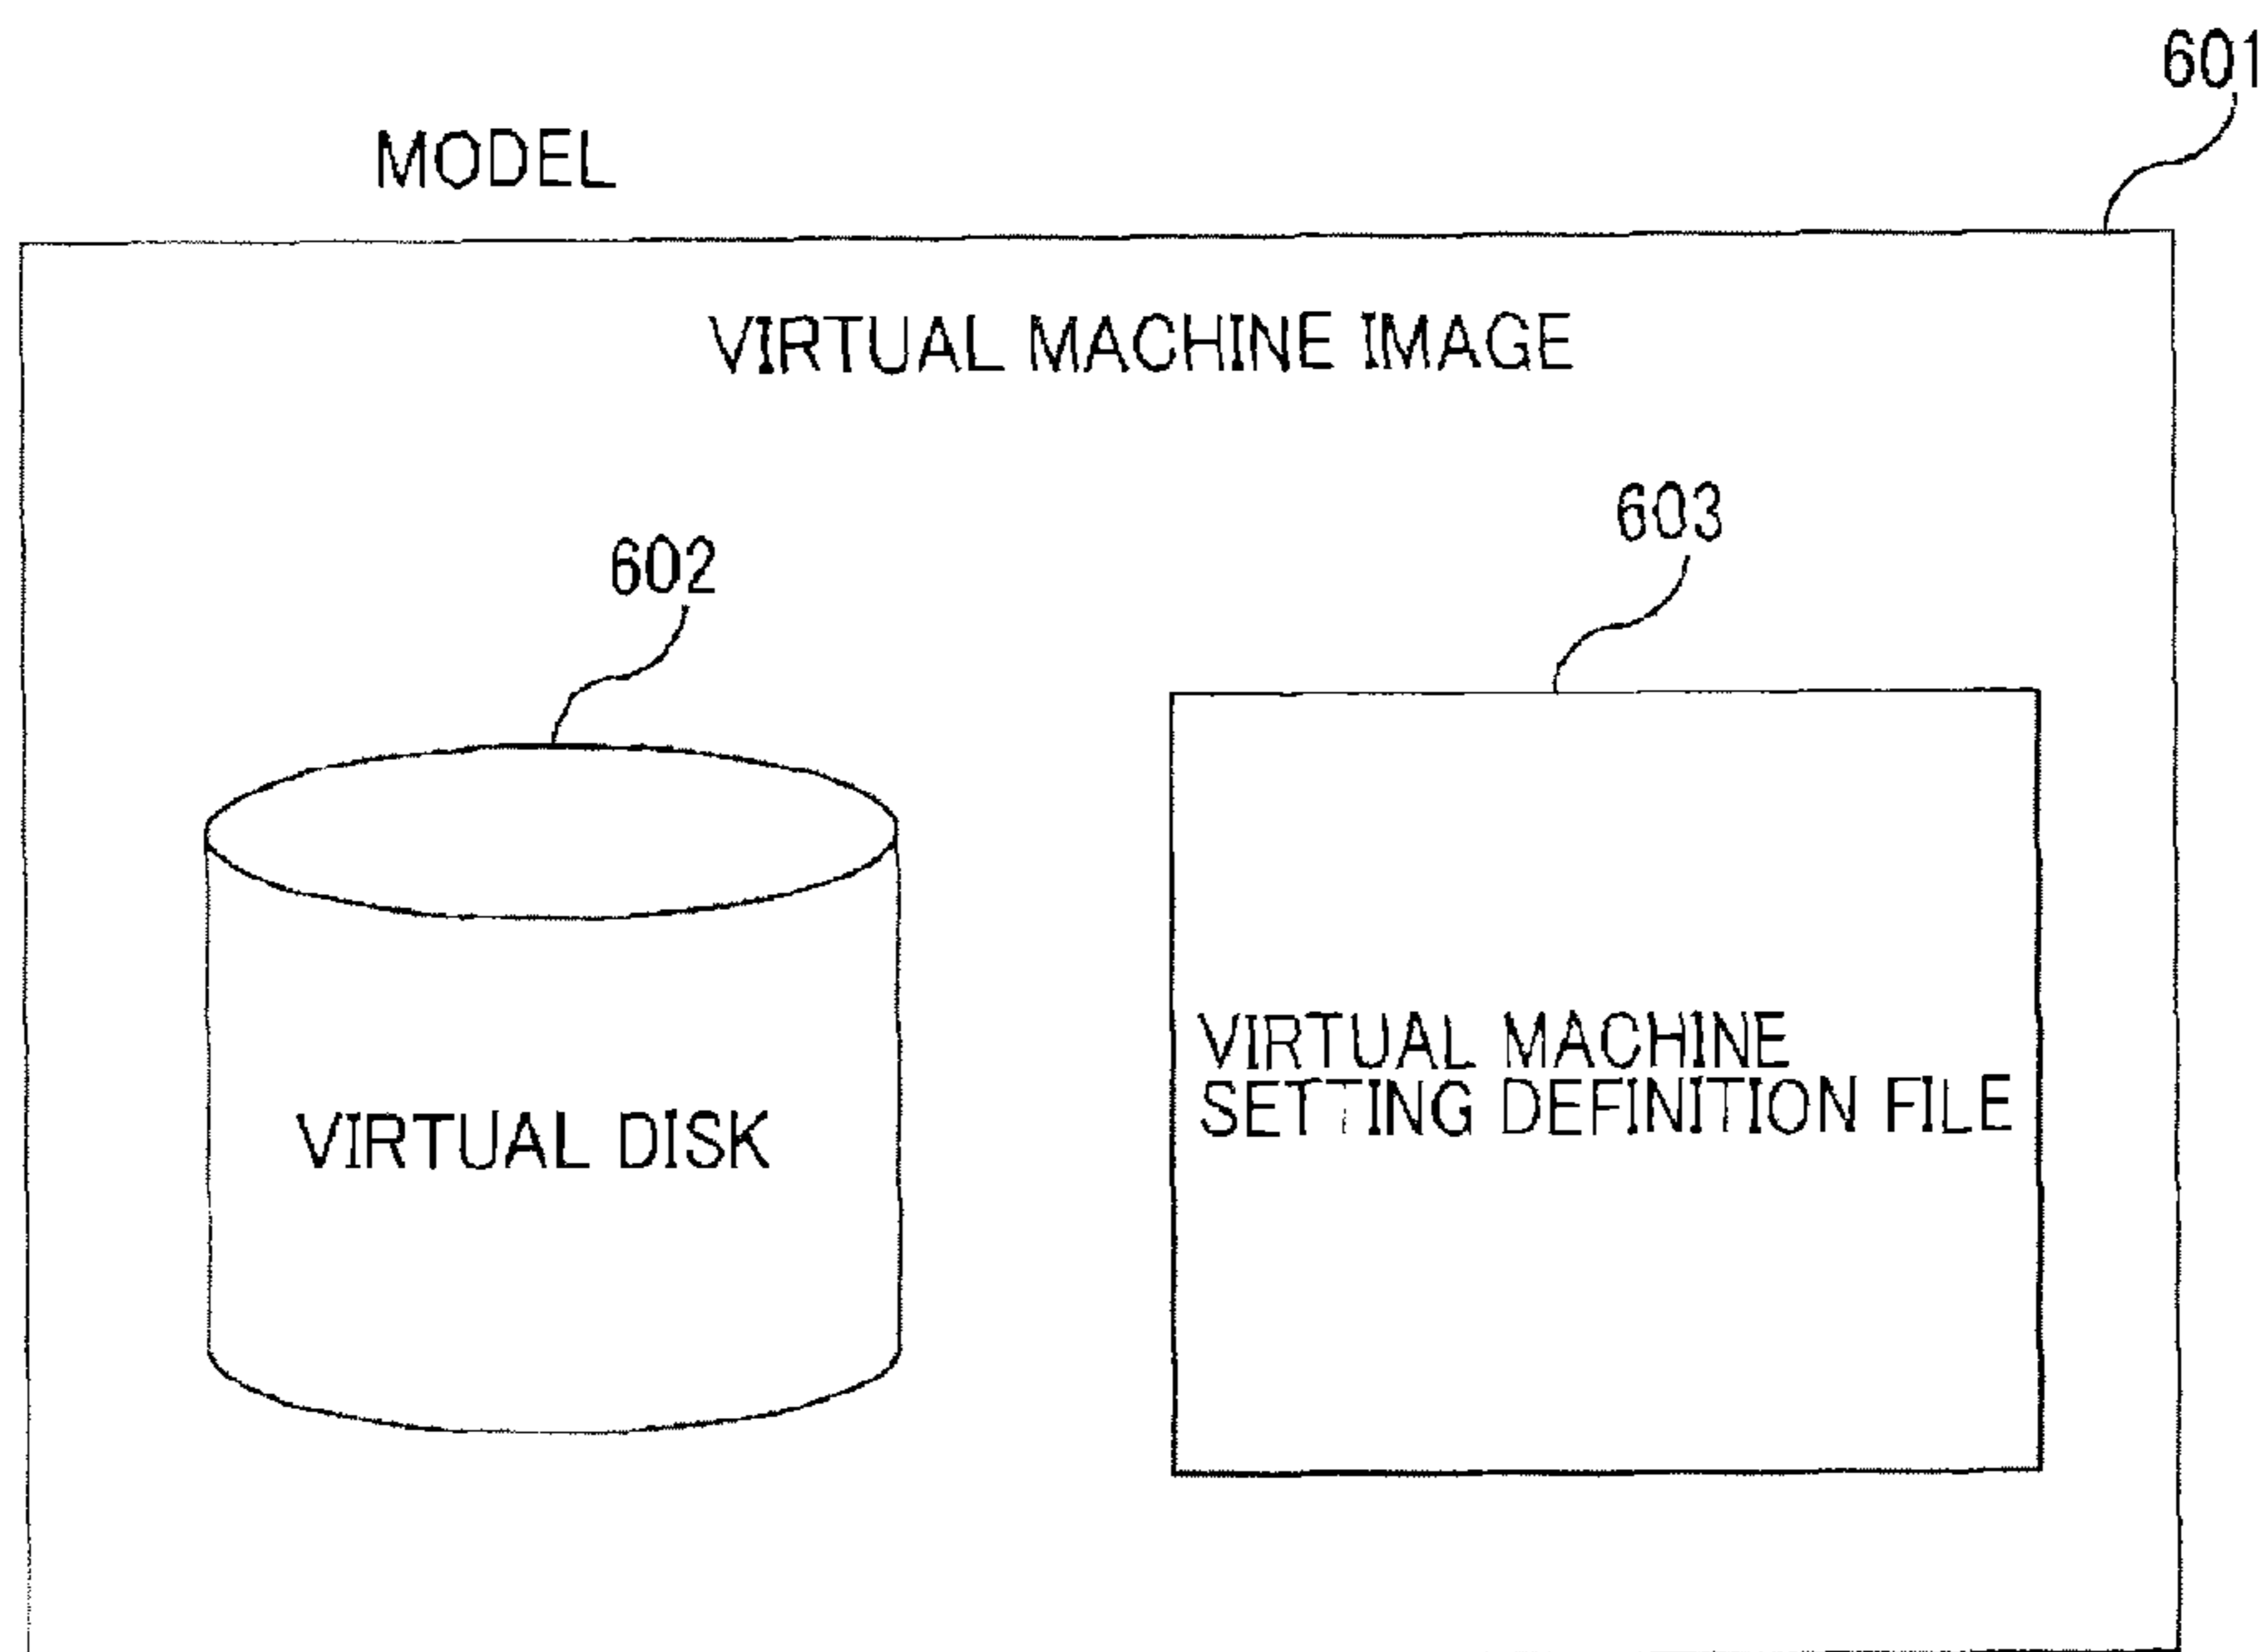 601
MODEL
VIRTUAL MACHINE IMAGE
603
602
VIRTUAL MACHINE
SETTING DEFINITION FILE
VIRTUAL DISK